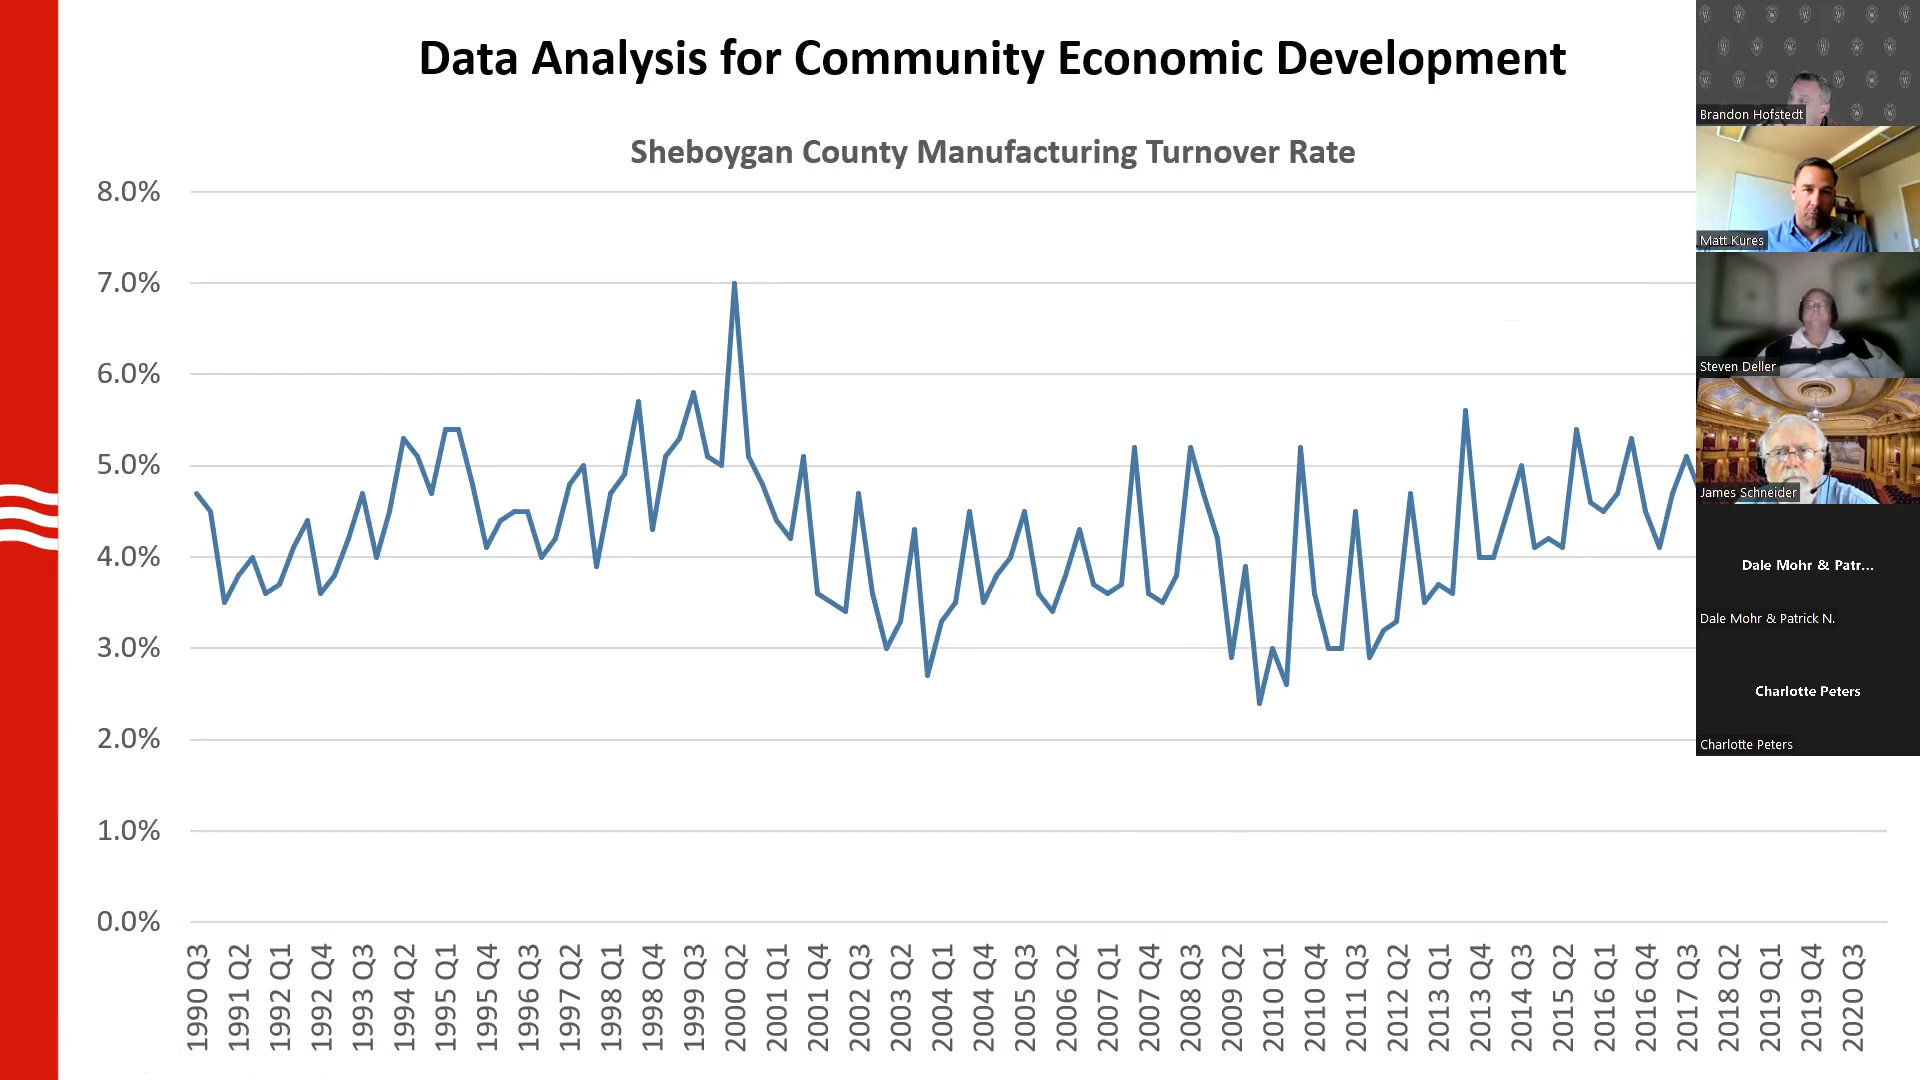 Data Analysis for Community Economic Development
Sheboygan County Manufacturing Turnover Rate
8.0%
7.0%
6.0%
5.0%
4.0%
3.0%
2.0%
1.0%
0.0%
1990 Q3
1991 Q2
1992 Q1
1992 Q4
1993 Q3
1994 Q2
1995 Q1
1995 Q4
1996 Q3
1997 Q2
1998 Q1
1998 Q4
1999 Q3
2000 Q2
2001 Q1
2001 Q4
2002 Q3
2003 Q2
2004 Q1
2004 Q4
2005 Q3
2006 Q2
2007 Q1
2007 Q4
2008 Q3
2009 Q2
2010 Q1
2010 Q4
2011 Q3
2012 Q2
2013 Q1
2013 Q4
2014 Q3
2015 Q2
2016 Q1
2016 Q4
2017 Q3
2018 Q2
2019 Q1
2019 Q4
2020 Q3
Brandon Hofstedt
Matt Kures
Steven Deller
James Schneider
Dale Mohr & Patr...
Dale Mohr & Patrick N.
Charlotte Peters
Charlotte Peters